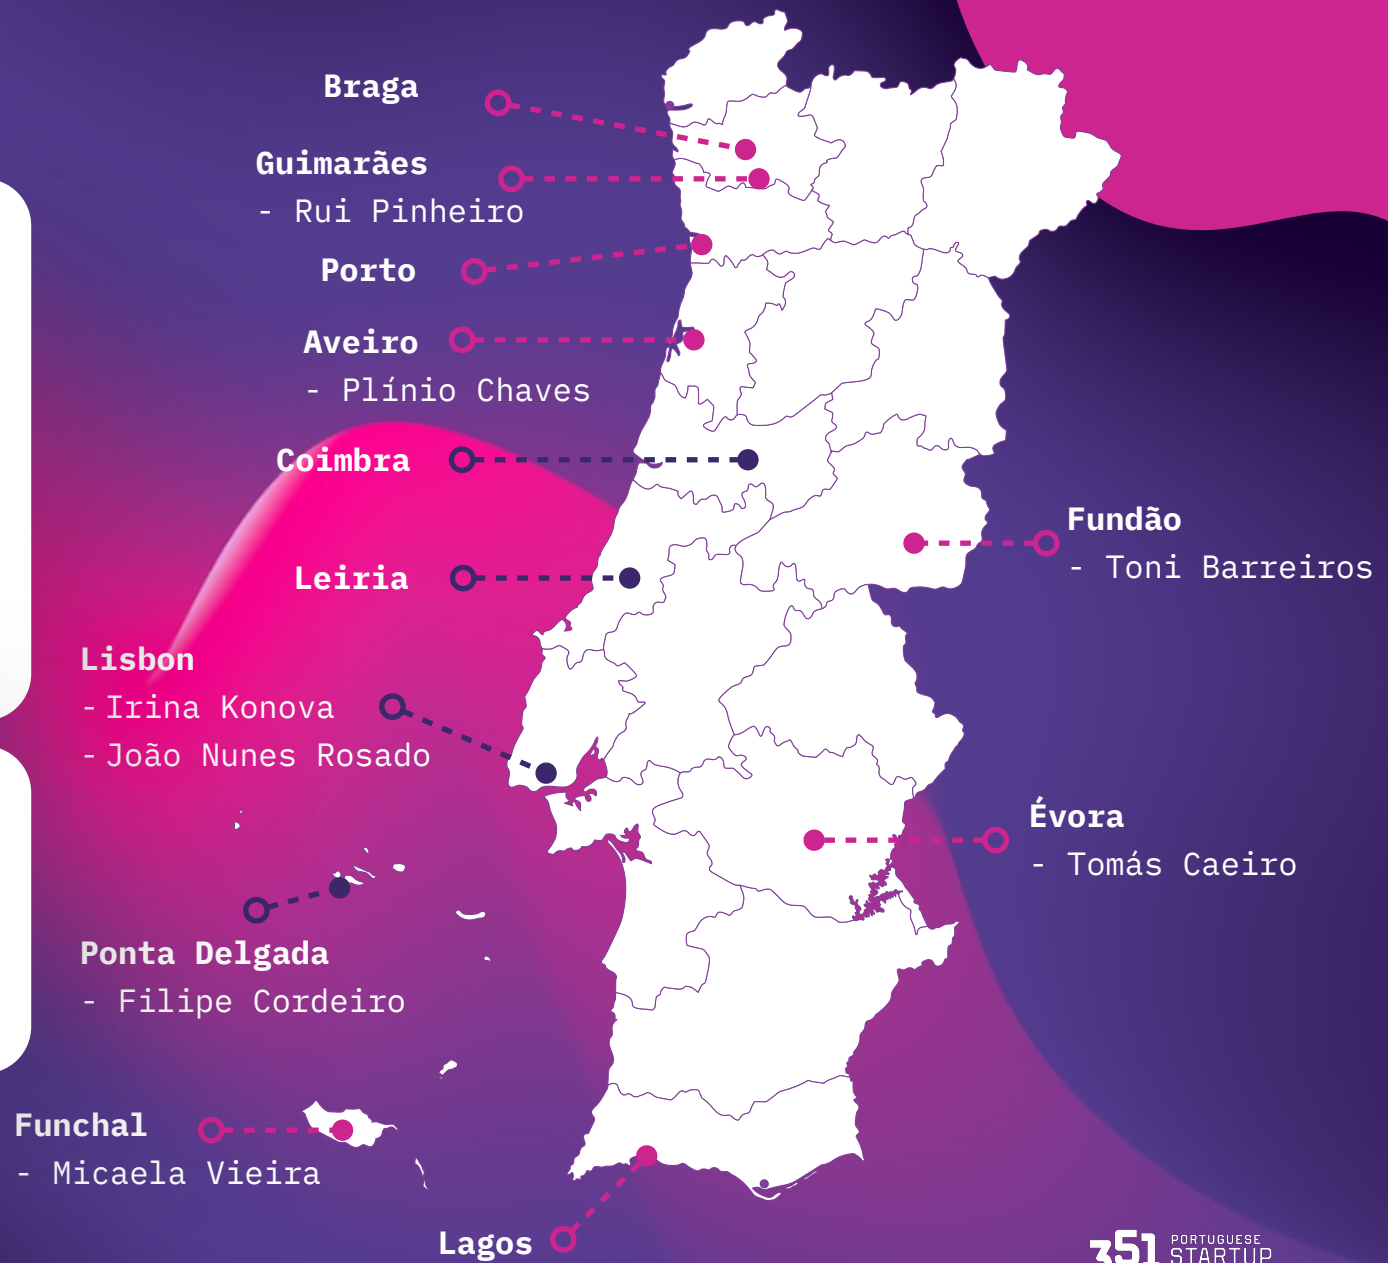 Braga
Guimarães
- Rui Pinheiro
Porto
Aveiro
- Plínio Chaves
Coimbra
Leiria
Lisbon
- Irina Konova
- João Nunes Rosado
Ponta Delgada
- Filipe Cordeiro
Funchal
- Micaela Vieira
Lagos
Fundão
- Toni Barreiros
Évora
- Tomás Caeiro
351 PORTUGUESE
STARTUP